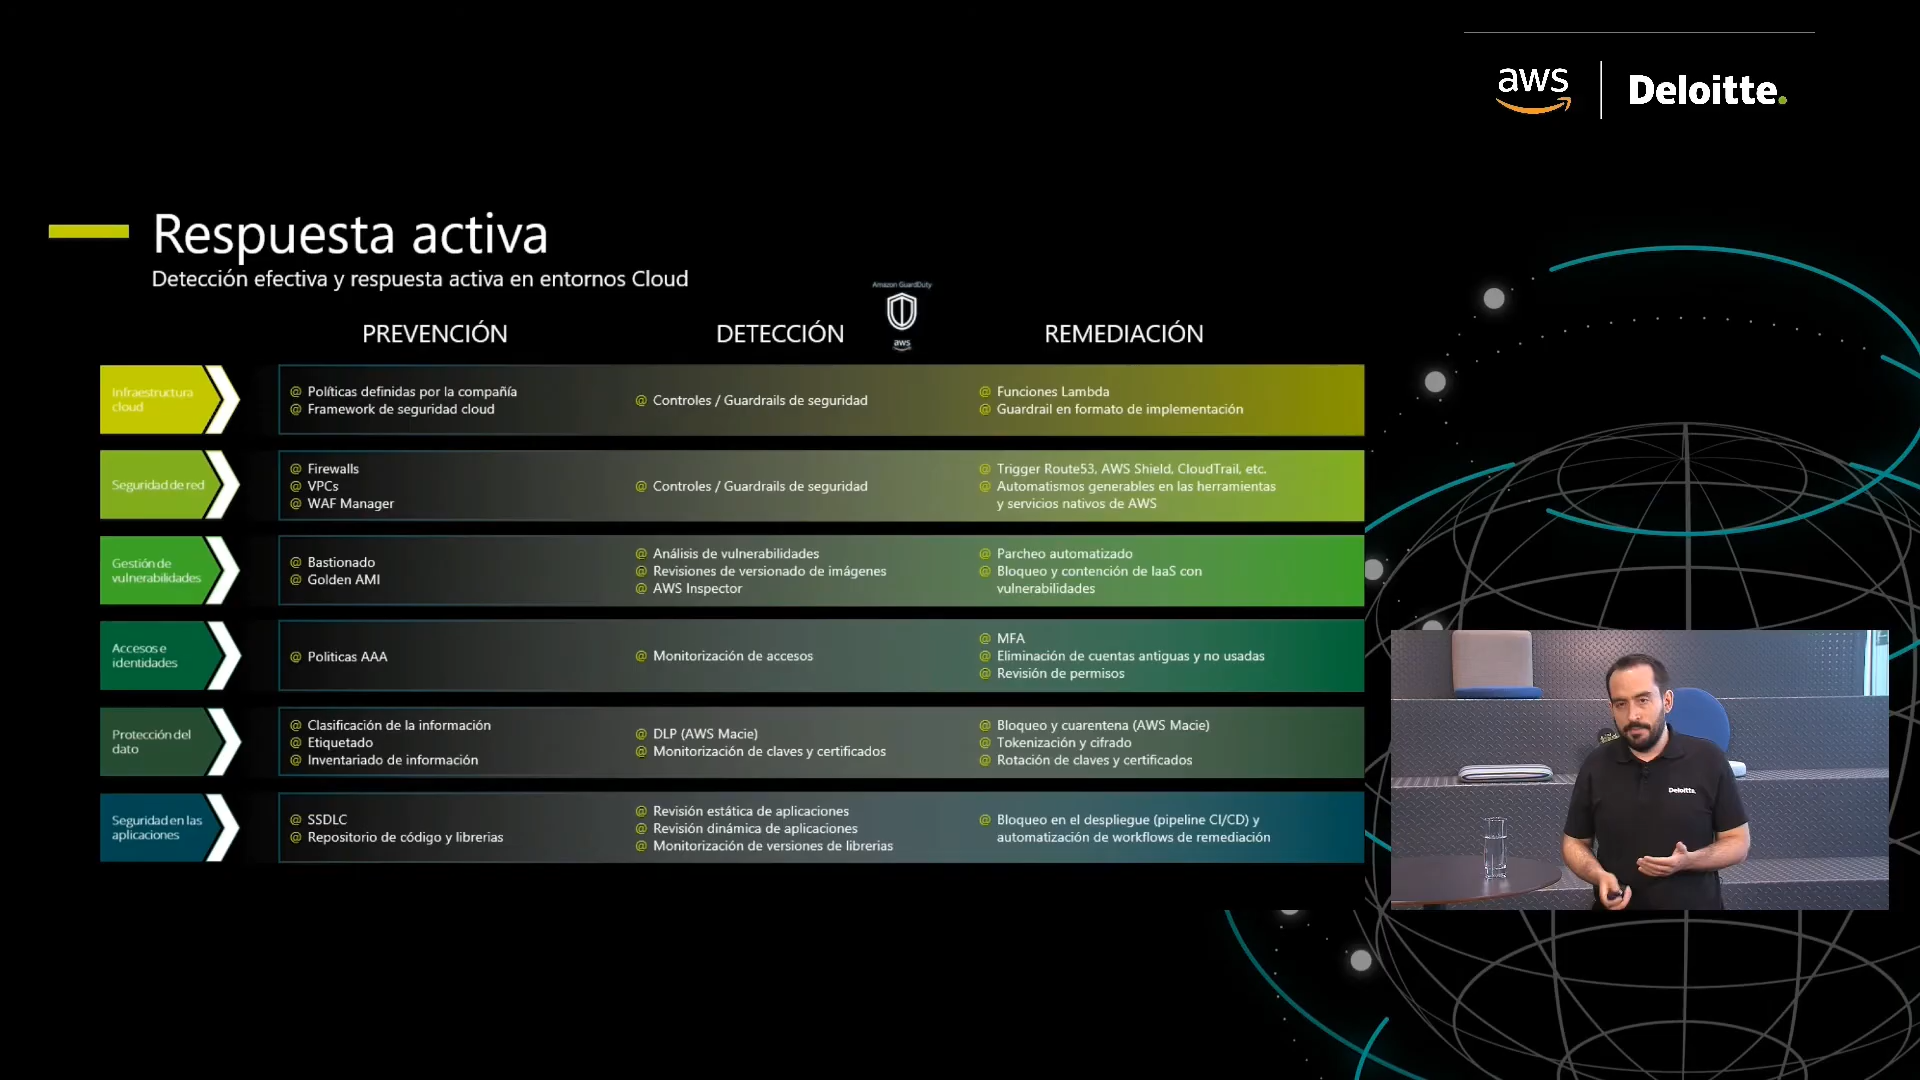 aws
Deloitte.
Respuesta activa
Detección efectiva y respuesta activa en entornos Cloud
Amazon GuardDuty
aws
PREVENCIÓN
DETECCIÓN
REMEDIACIÓN
Infraestructura
cloud
@ Políticas definidas por la compañía
@ Framework de seguridad cloud
@ Controles / Guardrails de seguridad
@ Funciones Lambda
@ Guardrail en formato de implementación
Seguridad de red
@ Firewalls
@ VPCs
@ WAF Manager
@ Controles / Guardrails de seguridad
@ Trigger Route53, AWS Shield, CloudTrail, etc.
@ Automatismos generables en las herramientas
y servicios nativos de AWS
Gestión de
vulnerabilidades
@ Bastionado
@ Golden AMI
@ Análisis de vulnerabilidades
@ Revisiones de versionado de imágenes
@ AWS Inspector
@ Parcheo automatizado
@ Bloqueo y contención de IaaS con
vulnerabilidades
Accesos e
identidades
@ Politicas AAA
@ Monitorización de accesos
@ MFA
@ Eliminación de cuentas antiguas y no usadas
@ Revisión de permisos
Protección del
dato
@ Clasificación de la información
@ Etiquetado
@ Inventariado de información
@ DLP (AWS Macie)
@ Monitorización de claves y certificados
@ Bloqueo y cuarentena (AWS Macie)
@ Tokenización y cifrado
@ Rotación de claves y certificados
Seguridad en las
aplicaciones
@ SSDLC
@ Repositorio de código y librerias
@ Revisión estática de aplicaciones
@ Revisión dinámica de aplicaciones
@ Monitorización de versiones de librerias
@ Bloqueo en el despliegue (pipeline CI/CD) y
automatización de workflows de remediación
Deloitte.